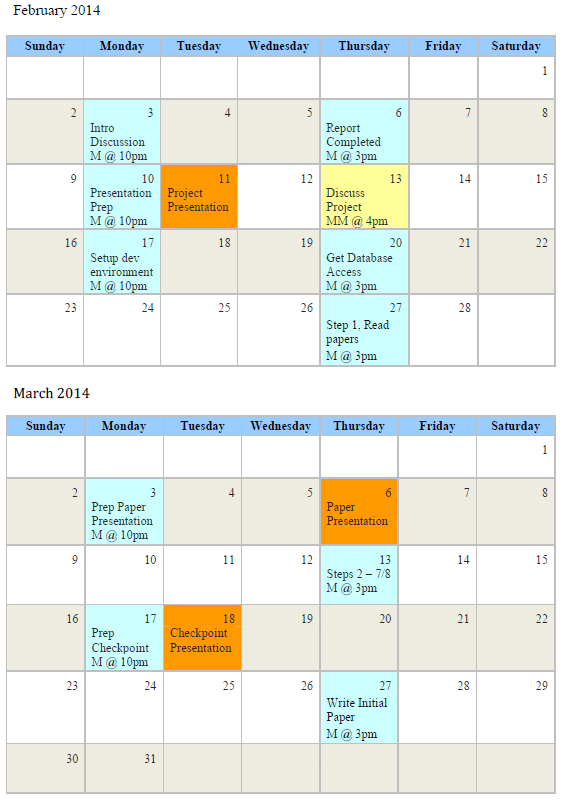 February 2014
Sunday Monday Tuesday Wednesday Thursday Friday Saturday
1
2 3 4 5 6 7 8
Intro Report
Discussion Completed
M @ 10pm M @ 3pm
9 10 11 12 13 14 15
Presentation Project Discuss
Prep Presentation Project
M @ 10pm MM @ 4pm
16 17 18 19 20 21 22
Setup dev Get Database
environment Access
M @ 10pm M @ 3pm
23 24 25 26 27 28
Step 1, Read
papers
M @ 3pm
March 2014
Sunday Monday Tuesday Wednesday Thursday Friday Saturday
1
2 3 4 5 6 7 8
Prep Paper Paper
Presentation Presentation
M @ 10pm
9 10 11 12 13 14 15
Steps 2 – 7/8
M @ 3pm
16 17 18 19 20 21 22
Prep Checkpoint
Checkpoint Presentation
M @ 10pm
23 24 25 26 27 28 29
Write Initial
Paper
M @ 3pm
30 31